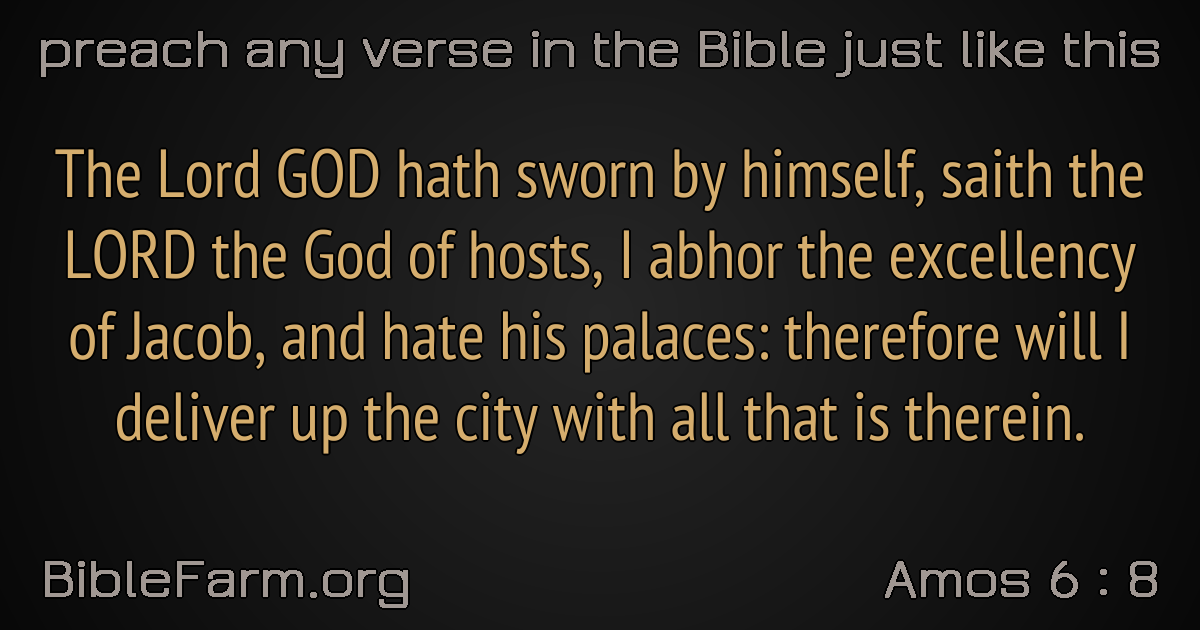 preach any verse in the Bible just like this
The Lord GOD hath sworn by himself, saith the
LORD the God of hosts, I abhor the excellency
of Jacob, and hate his palaces: therefore will I
deliver up the city with all that is therein.
BibleFarm.org
Amos 6 : 8